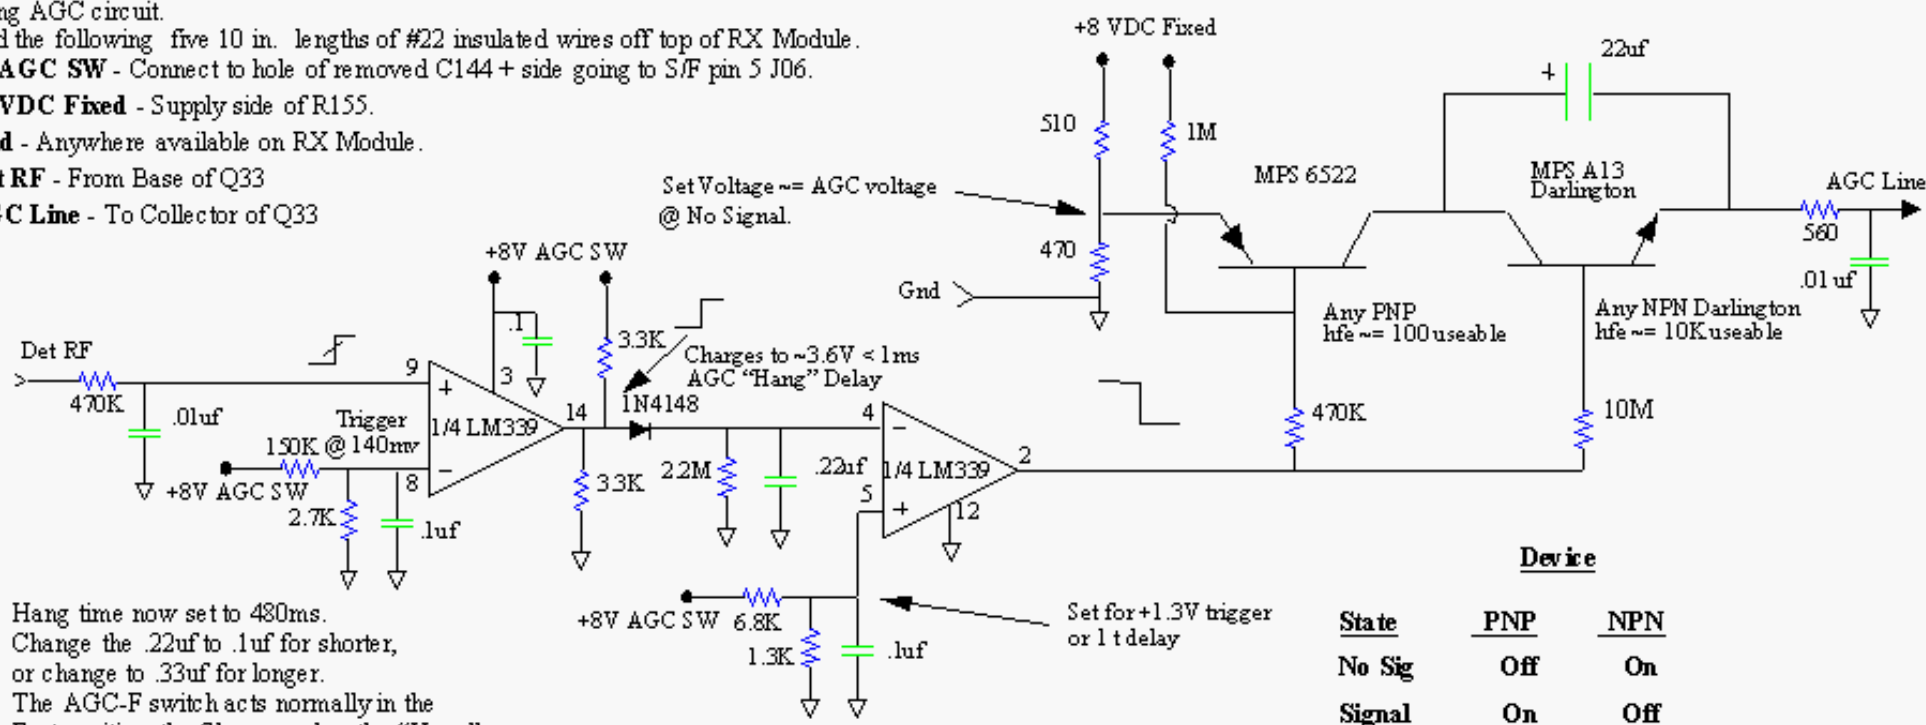 ng AGC circuit.
d the following five 10 in. lengths of #22 insulated wires off top of RX Module.
AGC SW - Connect to hole of removed C144 + side going to S/F pin 5 J06.
VDC Fixed - Supply side of R155.
d - Anywhere available on RX Module.
t RF - From Base of Q33
C Line - To Collector of Q33
+8 VDC Fixed
22uf
+
510
1M
MPS 6522
MPS A13
Darlington
AGC Line
Set Voltage ~= AGC voltage
@ No Signal.
470
560
.01 uf
Gnd
Any PNP
hfe ~= 100 useable
Any NPN Darlington
hfe ~= 10K useable
+8V AGC SW
.1
3.3K
Charges to ~3.6V < 1ms
AGC "Hang" Delay
Det RF
470K
.01uf
9
+
3
14
1N4148
4
−
Trigger
@ 140mv
1/4 LM339
150K
+8V AGC SW
−
8
2.7K
.1uf
3.3K
2.2M
.22uf
1/4 LM339
2
5
+
12
470K
10M
+8V AGC SW
6.8K
1.3K
.1uf
Set for +1.3V trigger
or 1 t delay
Hang time now set to 480ms.
Change the .22uf to .1uf for shorter,
or change to .33uf for longer.
The AGC-F switch acts normally in the
Device
State PNP NPN
No Sig Off On
Signal On Off